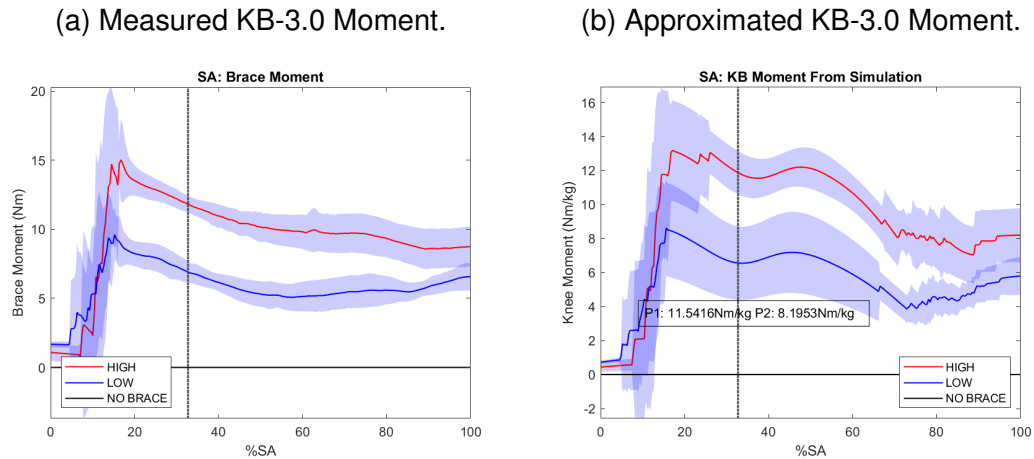 (a) Measured KB-3.0 Moment.
SA: Brace Moment
Brace Moment (Nm)
20
15
10
5
0
HIGH
LOW
NO BRACE
0 20 40 60 80 100
%SA
(b) Approximated KB-3.0 Moment.
SA: KB Moment From Simulation
Knee Moment (Nm/kg)
16
14
12
10
8
6
4
2
0
-2
P1: 11.5416Nm/kg P2: 8.1953Nm/kg
HIGH
LOW
NO BRACE
0 20 40 60 80 100
%SA